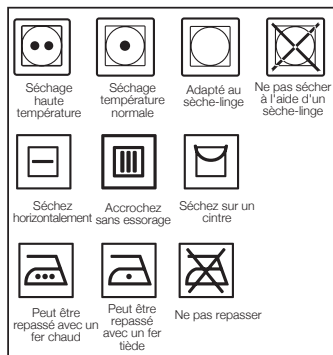 Séchage
haute
température
Séchage
température
normale
Adapté au
sèche-linge
Ne pas sécher
à l'aide d'un
sèche-linge
Séchez
horizontalement
Accrochez
sans essorage
Séchez sur un
cintre
Peut être
repassé avec un
fer chaud
Peut être
repassé
avec un fer
tiède
Ne pas repasser